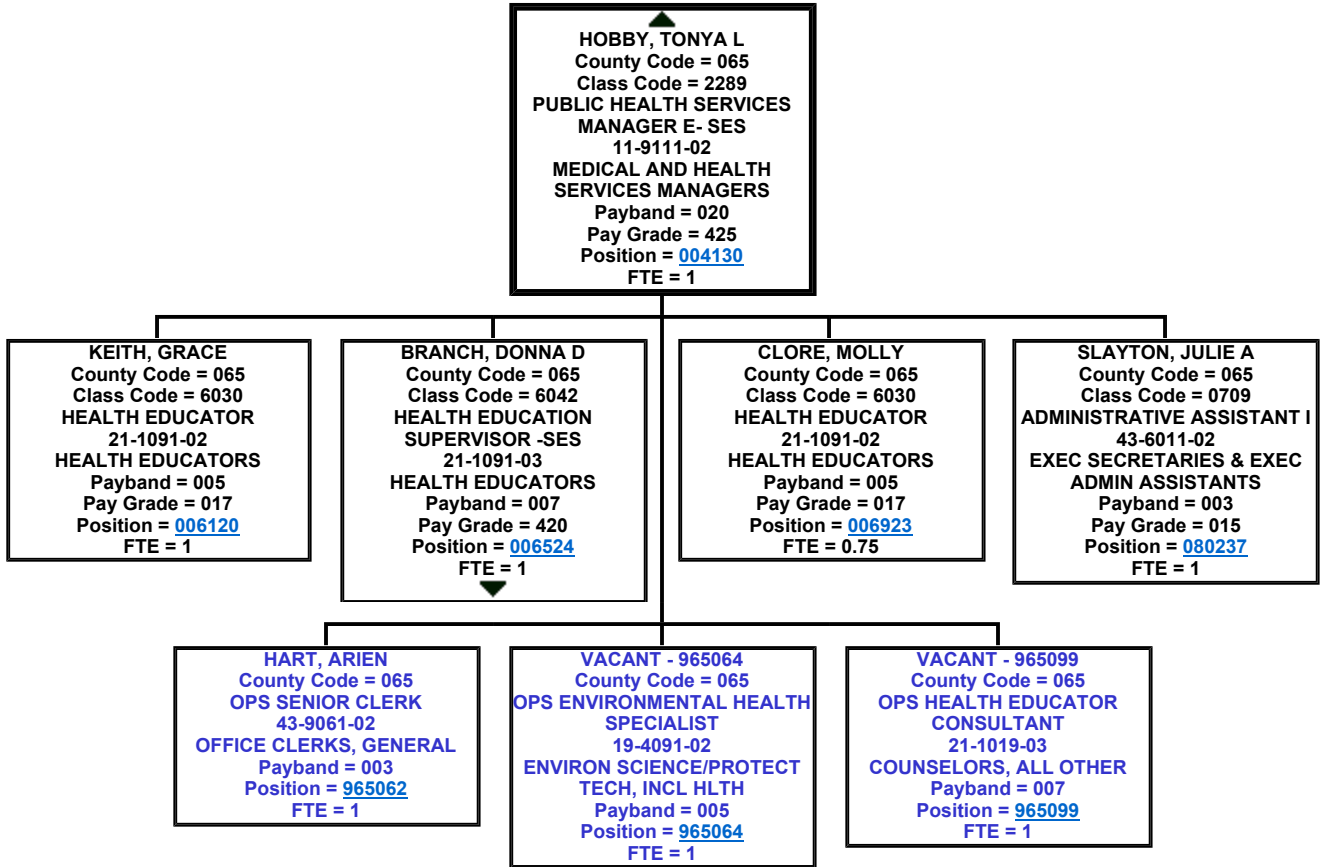 HOBBY, TONYA L
County Code = 065
Class Code = 2289
PUBLIC HEALTH SERVICES
MANAGER E- SES
11-9111-02
MEDICAL AND HEALTH
SERVICES MANAGERS
Payband = 020
Pay Grade = 425
Position = 004130
FTE = 1
KEITH, GRACE
County Code = 065
Class Code = 6030
HEALTH EDUCATOR
21-1091-02
HEALTH EDUCATORS
Payband = 005
Pay Grade = 017
Position = 006120
FTE = 1
BRANCH, DONNA D
County Code = 065
Class Code = 6042
HEALTH EDUCATION
SUPERVISOR -SES
21-1091-03
HEALTH EDUCATORS
Payband = 007
Pay Grade = 420
Position = 006524
FTE = 1
CLORE, MOLLY
County Code = 065
Class Code = 6030
HEALTH EDUCATOR
21-1091-02
HEALTH EDUCATORS
Payband = 005
Pay Grade = 017
Position = 006923
FTE = 0.75
SLAYTON, JULIE A
County Code = 065
Class Code = 0709
ADMINISTRATIVE ASSISTANT I
43-6011-02
EXEC SECRETARIES & EXEC
ADMIN ASSISTANTS
Payband = 003
Pay Grade = 015
Position = 080237
FTE = 1
HART, ARIEN
County Code = 065
OPS SENIOR CLERK
43-9061-02
OFFICE CLERKS, GENERAL
Payband = 003
Position = 965062
FTE = 1
VACANT - 965064
County Code = 065
OPS ENVIRONMENTAL HEALTH
SPECIALIST
19-4091-02
ENVIRON SCIENCE/PROTECT
TECH, INCL HLTH
Payband = 005
Position = 965064
FTE = 1
VACANT - 965099
County Code = 065
OPS HEALTH EDUCATOR
CONSULTANT
21-1019-03
COUNSELORS, ALL OTHER
Payband = 007
Position = 965099
FTE = 1